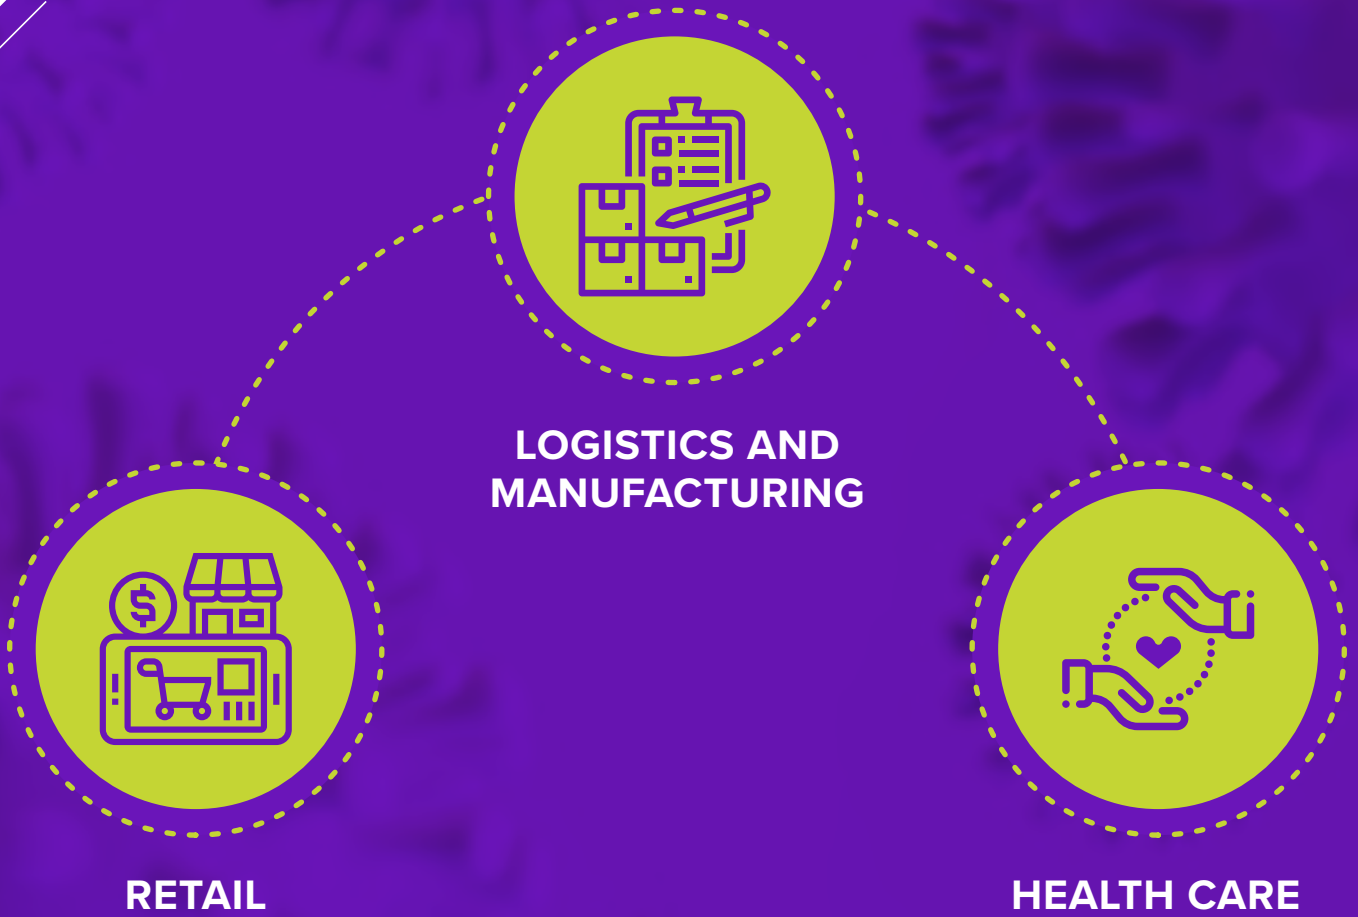 LOGISTICS AND
MANUFACTURING
$
RETAIL
HEALTH CARE